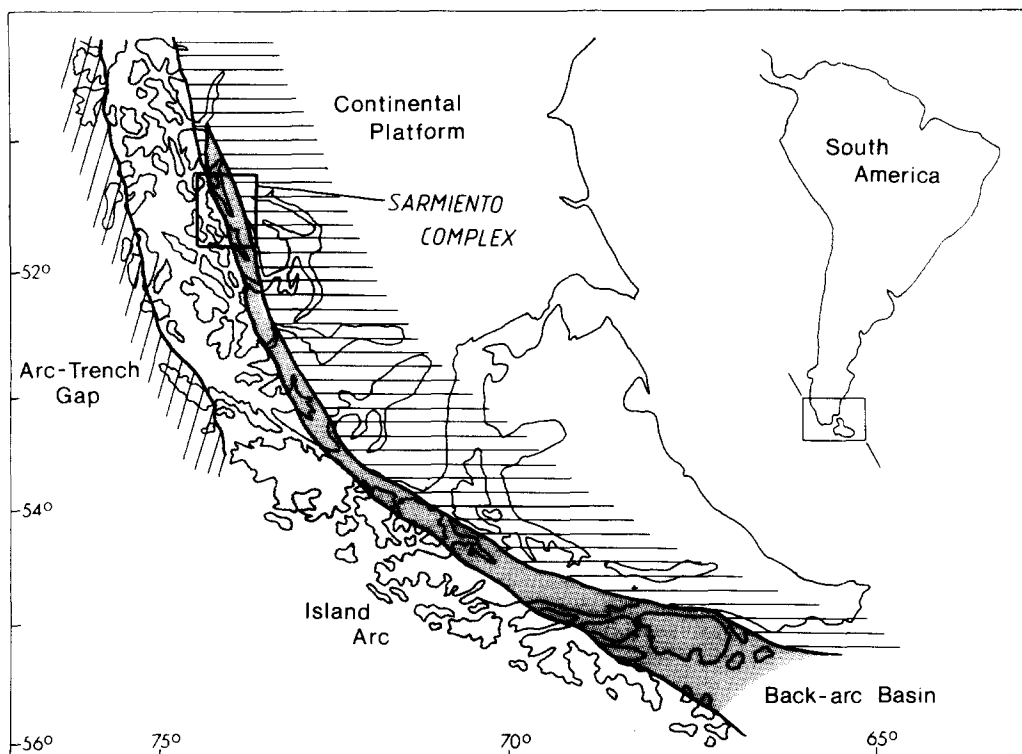 Continental
Platform
South
America
SARMIENTO
COMPLEX
52°
Arc-Trench
Gap
54°
Island
Arc
Back-arc Basin
56°
75°
70°
65°